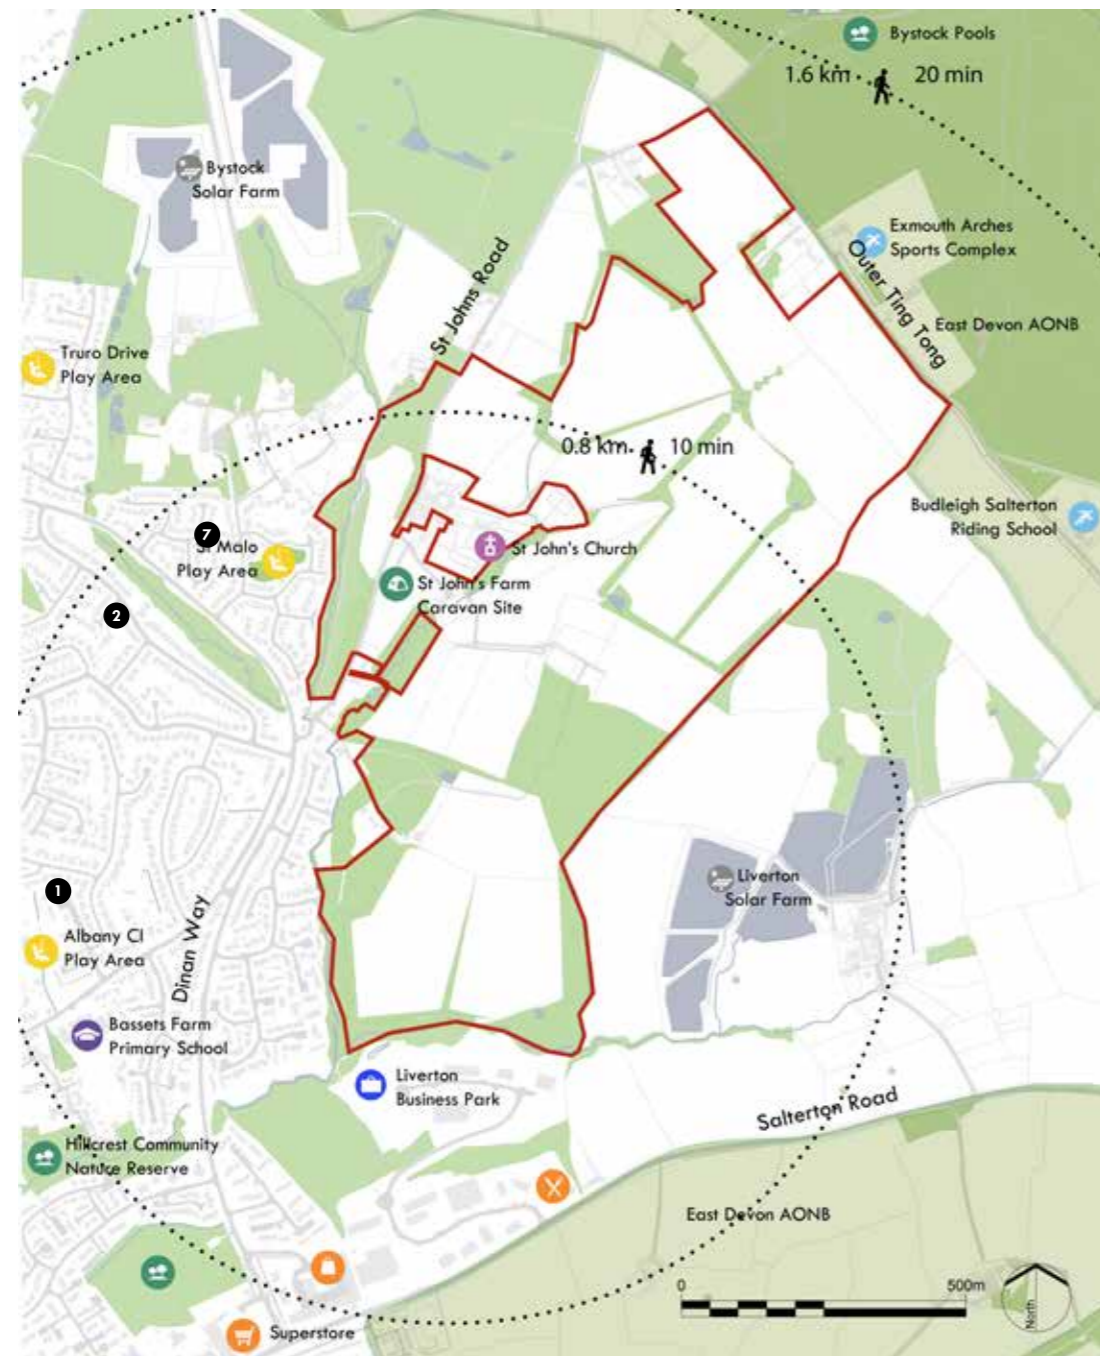 Bystock Pools
1.6 km
20 min
Bystock
Solar Farm
Exmouth Arches
Sports Complex
St Johns Road
Outer Ting Tong
East Devon AONB
Truro Drive
Play Area
0.8 km
10 min
Budleigh Salterton
Riding School
7
St Malo
Play Area
St John's Church
St John's Farm
Caravan Site
2
Liverton
Solar Farm
1
Albany Cl
Play Area
Dinan Way
Bassets Farm
Primary School
Liverton
Business Park
Salterton Road
Hillcrest Community
Nature Reserve
East Devon AONB
0
500m
North
Superstore